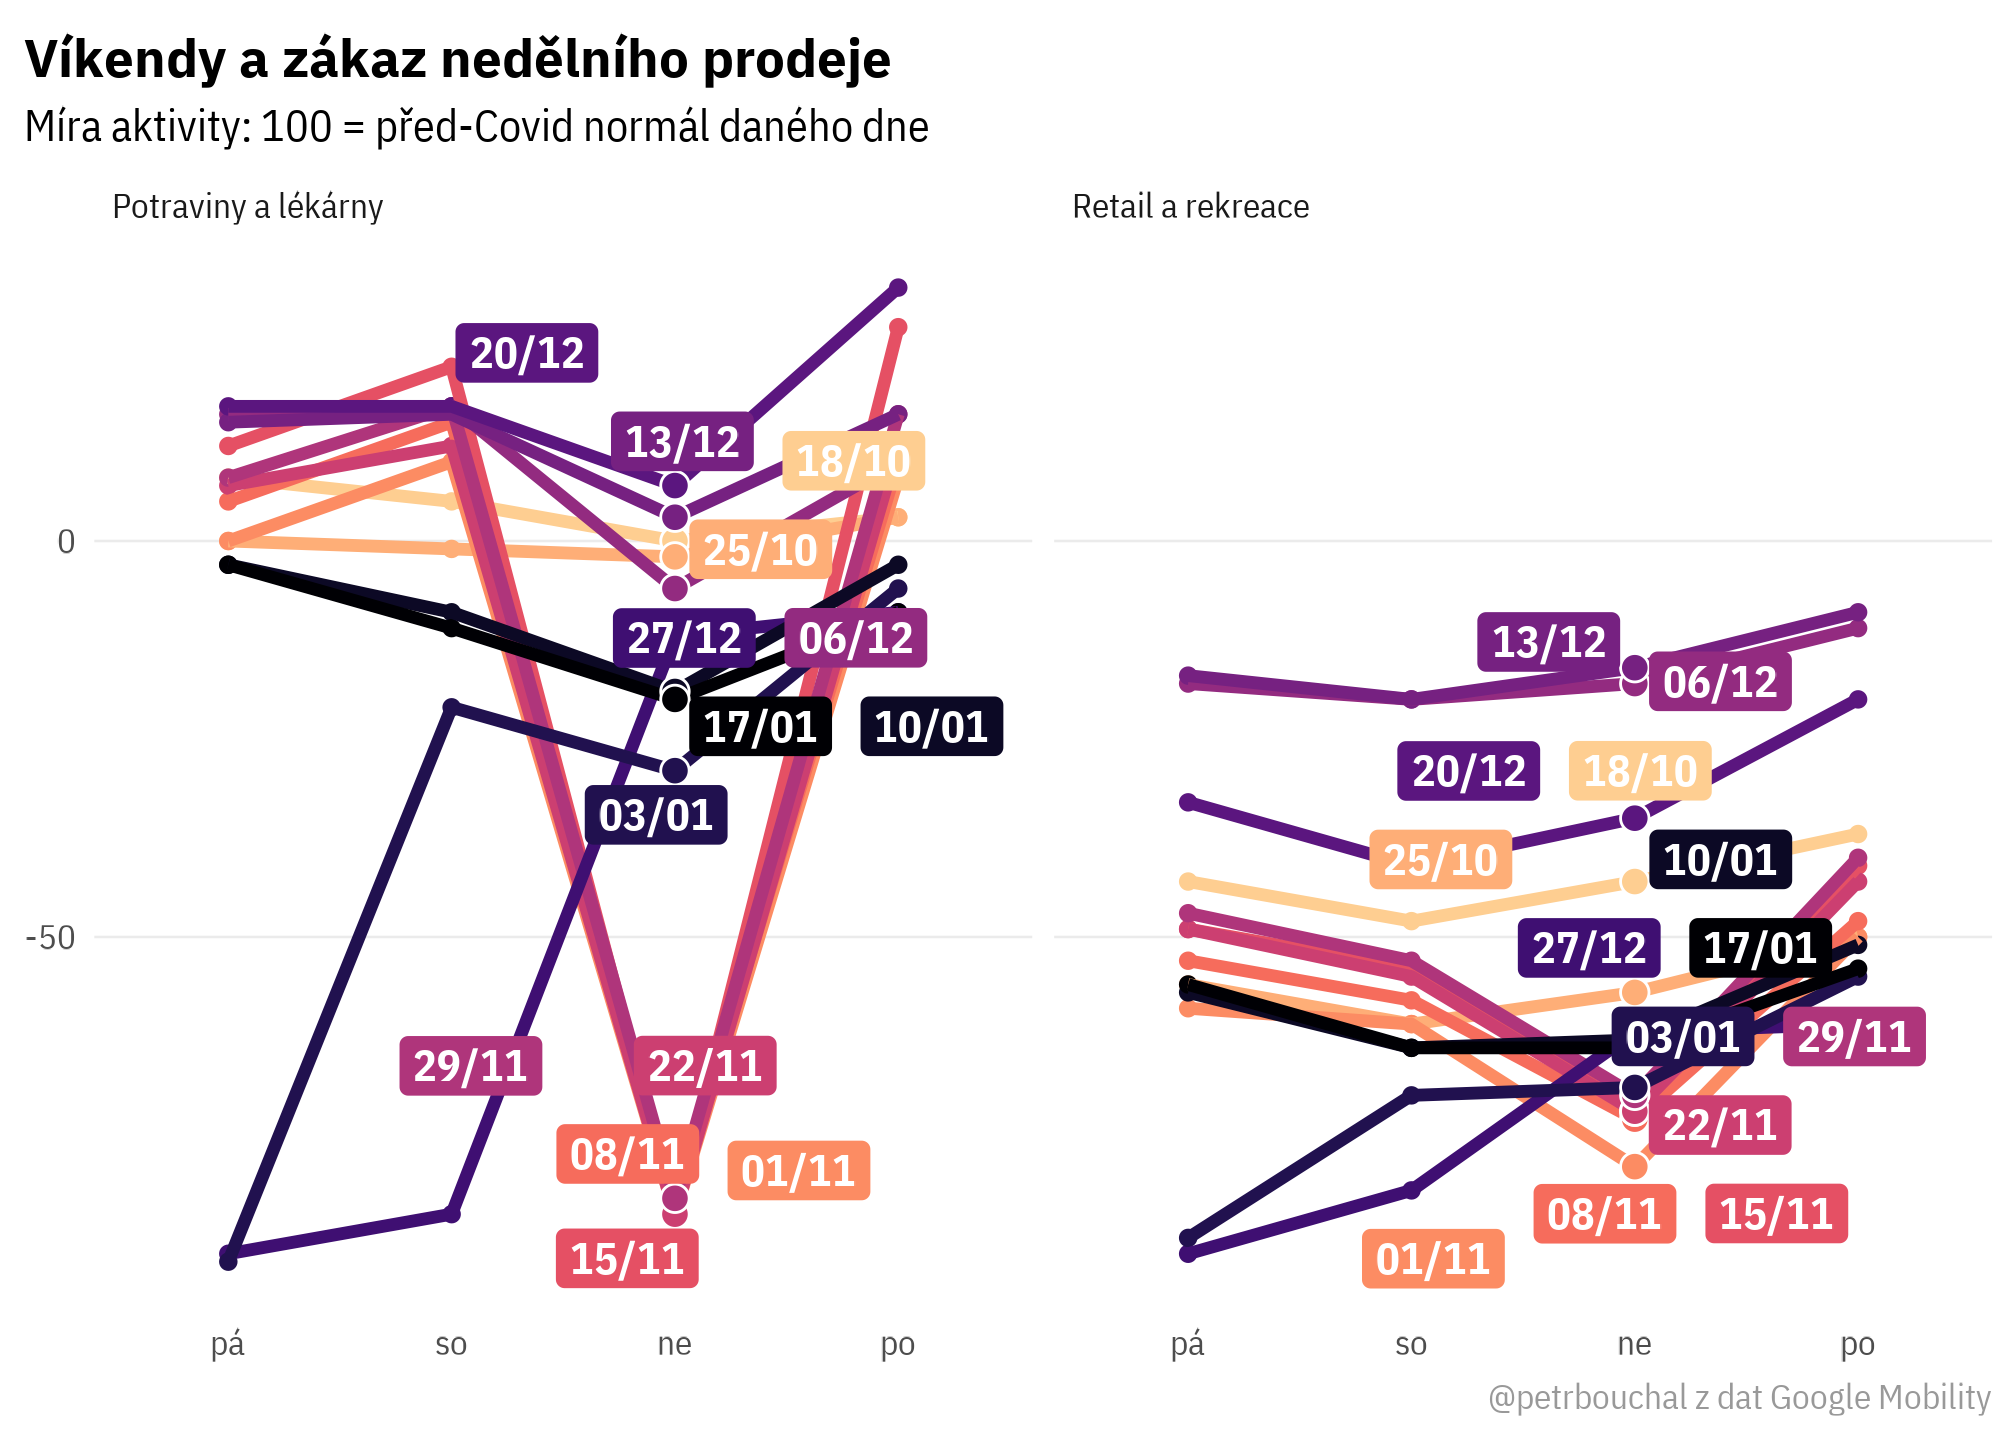 Víkendy a zákaz nedělního prodeje
Míra aktivity: 100 = před-Covid normál daného dne
Potraviny a lékárny
20/12
13/12
18/10
0
25/10
27/12
06/12
17/01
10/01
03/01
-50
29/11
22/11
08/11
01/11
15/11
pá
so
ne
po
Retail a rekreace
13/12
06/12
20/12
18/10
25/10
10/01
27/12
17/01
03/01
29/11
22/11
08/11
15/11
01/11
pá
so
ne
po
@petrbouchal z dat Google Mobility